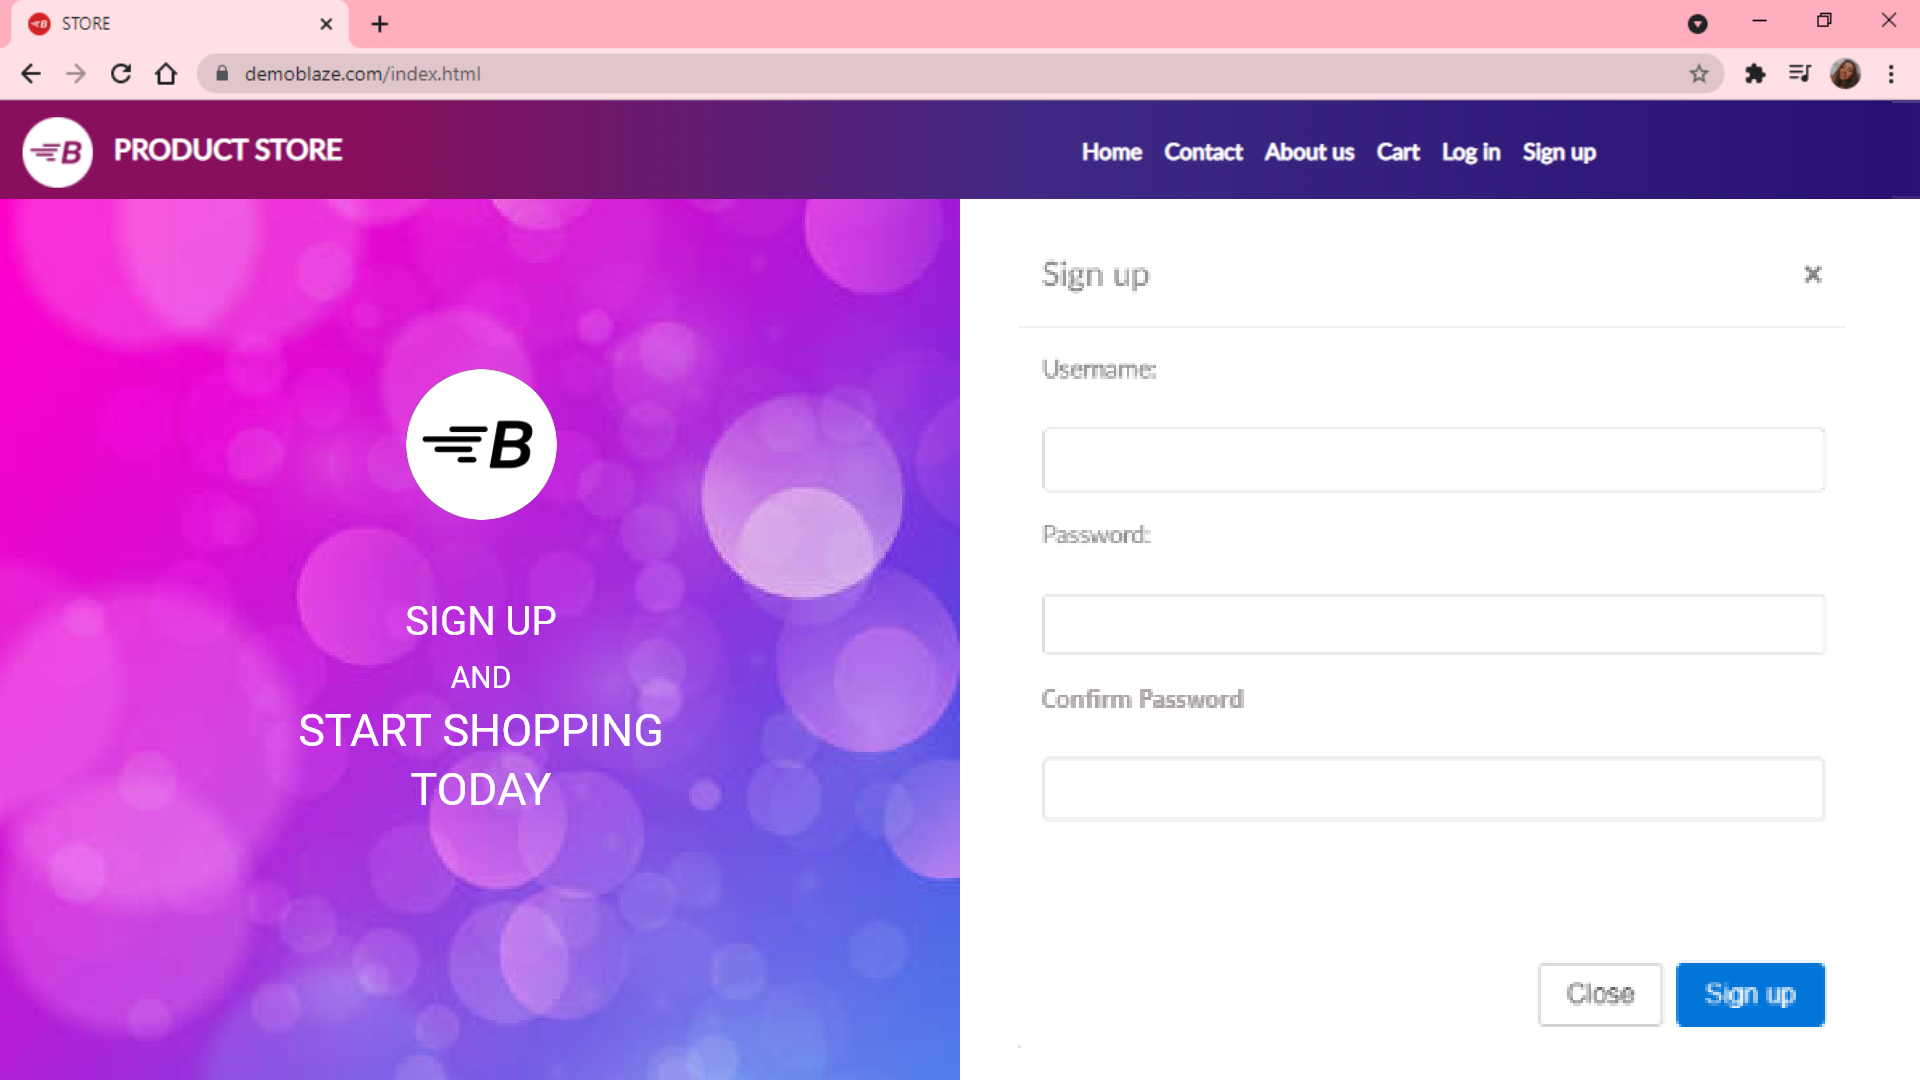 STORE
demoblaze.com/index.html
B PRODUCT STORE
Home Contact About us Cart Log in Sign up
B
SIGN UP
AND
START SHOPPING
TODAY
Sign up
Username:
Password:
Confirm Password
Close Sign up